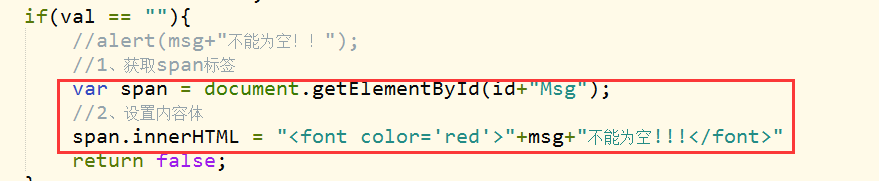 if(val == ""){
//alert(msg+"不能为空！！");
//1、获取span标签
var span = document.getElementById(id+"Msg");
//2、设置内容体
span.innerHTML = "<font color='red'>"+msg+"不能为空!!!</font>"
return false;